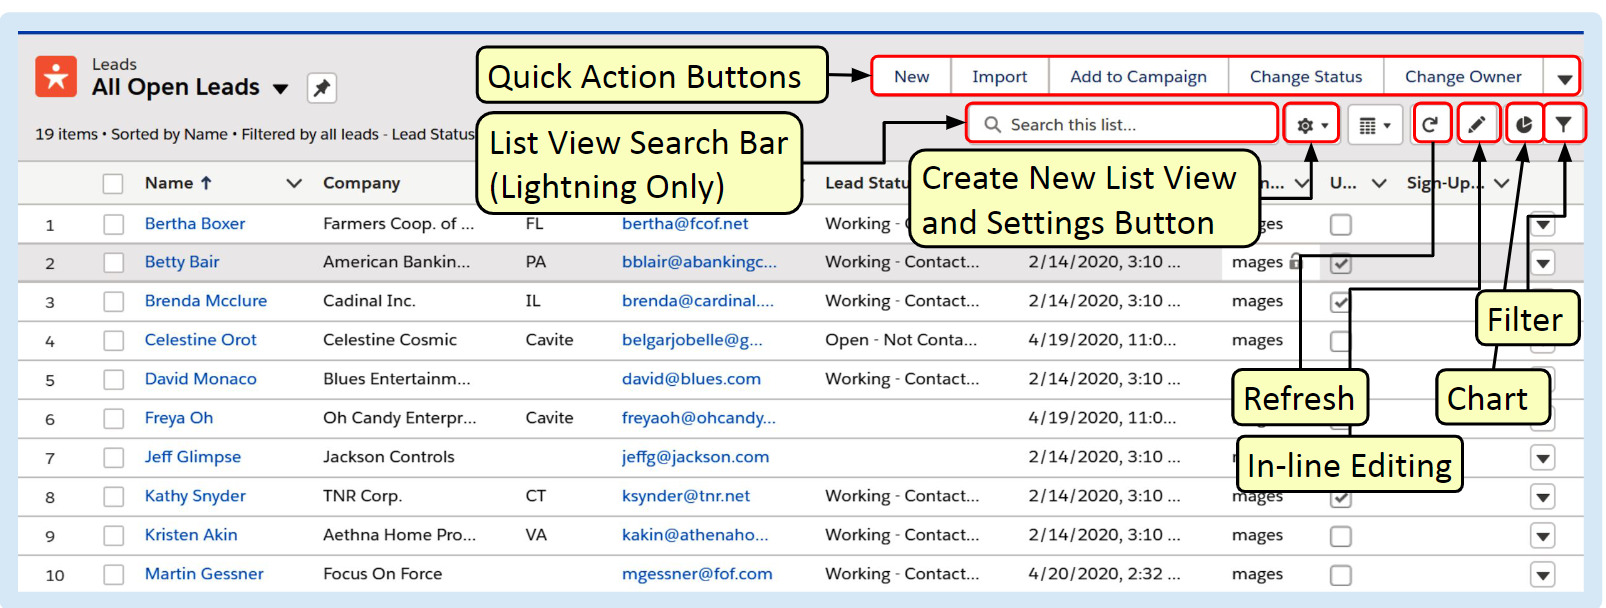 Leads
All Open Leads
Quick Action Buttons
New Import Add to Campaign Change Status Change Owner
19 items • Sorted by Name • Filtered by all leads - Lead Status
List View Search Bar
(Lightning Only)
Search this list...
Create New List View
and Settings Button
Name Company Lead Statu n... U... Sign-Up...
1 Bertha Boxer Farmers Coop. of ... FL bertha@fcof.net Working - ges
2 Betty Bair American Bankin... PA bblair@abankingc... Working - Contact... 2/14/2020, 3:10 ... mages
3 Brenda Mcclure Cadinal Inc. IL brenda@cardinal.... Working - Contact... 2/14/2020, 3:10 ... mages
Filter
4 Celestine Orot Celestine Cosmic Cavite belgarjobelle@g... Open - Not Conta... 4/19/2020, 11:0... mages
5 David Monaco Blues Entertainm... david@blues.com Working - Contact... 2/14/2020, 3:10 ...
Refresh
Chart
6 Freya Oh Oh Candy Enterpr... Cavite freyaoh@ohcandy... 4/19/2020, 11:0...
7 Jeff Glimpse Jackson Controls jeffg@jackson.com 2/14/2020, 3:10 ...
In-line Editing
8 Kathy Snyder TNR Corp. CT ksynder@tnr.net Working - Contact... 2/14/2020, 3:10 ... mages
9 Kristen Akin Aethna Home Pro... VA kakin@athenaho... Working - Contact... 2/14/2020, 3:10 ... mages
10 Martin Gessner Focus On Force mgessner@fof.com Working - Contact... 4/20/2020, 2:32 ... mages